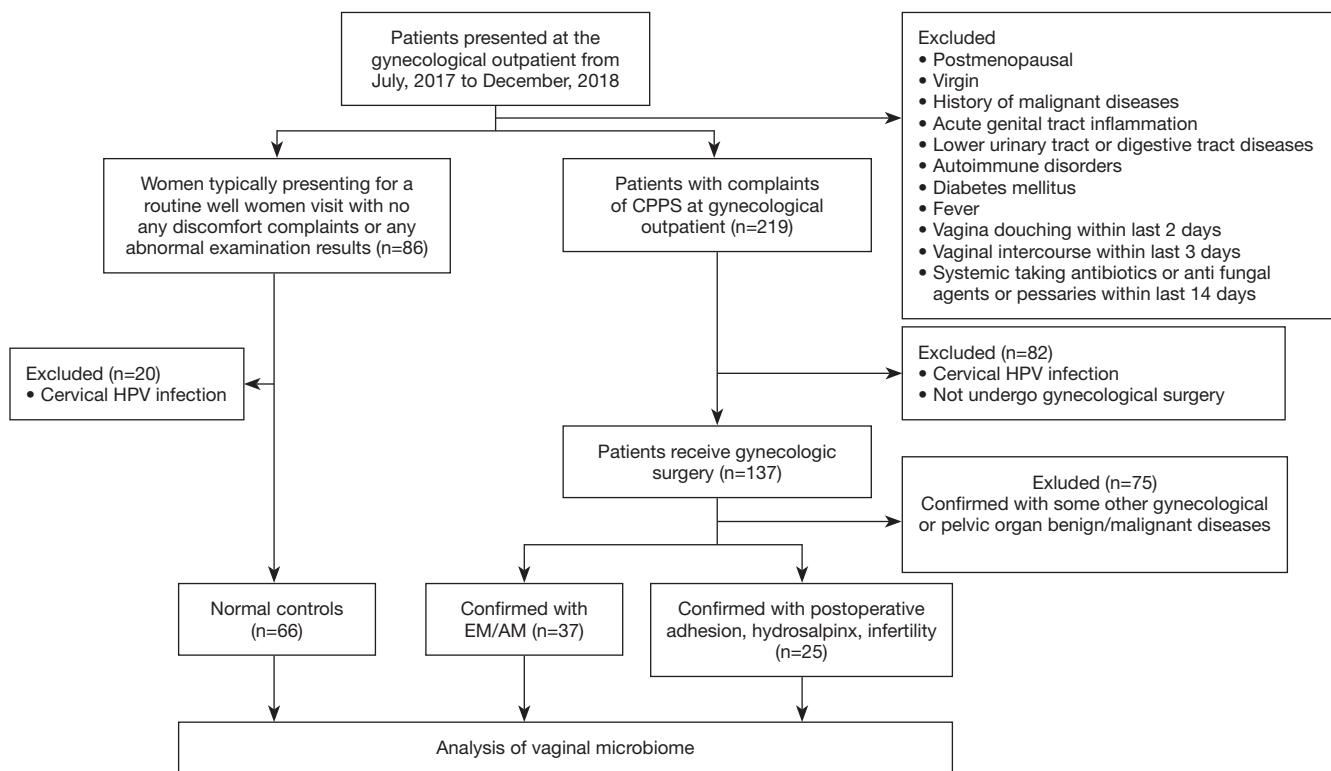 Patients presented at the
gynecological outpatient from
July, 2017 to December, 2018
Excluded
• Postmenopausal
• Virgin
• History of malignant diseases
• Acute genital tract inflammation
• Lower urinary tract or digestive tract diseases
• Autoimmune disorders
• Diabetes mellitus
• Fever
• Vagina douching within last 2 days
• Vaginal intercourse within last 3 days
• Systemic taking antibiotics or anti fungal
agents or pessaries within last 14 days
Women typically presenting for a
routine well women visit with no
any discomfort complaints or any
abnormal examination results (n=86)
Patients with complaints
of CPPS at gynecological
outpatient (n=219)
Excluded (n=20)
• Cervical HPV infection
Excluded (n=82)
• Cervical HPV infection
• Not undergo gynecological surgery
Patients receive gynecologic
surgery (n=137)
Exluded (n=75)
Confirmed with some other gynecological
or pelvic organ benign/malignant diseases
Normal controls
(n=66)
Confirmed with
EM/AM (n=37)
Confirmed with postoperative
adhesion, hydrosalpinx, infertility
(n=25)
Analysis of vaginal microbiome